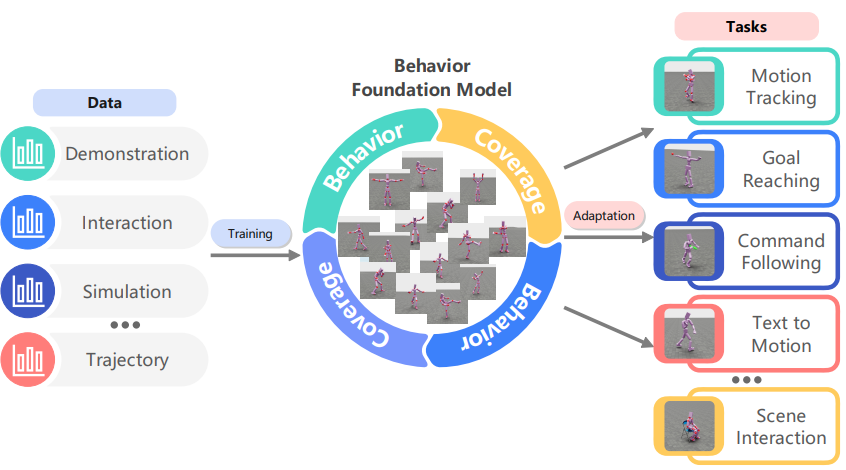 Data
Demonstration
Interaction
Simulation
Trajectory
Training
Behavior
Foundation Model
Behavior
Coverage
Behavior
Coverage
Adaptation
Tasks
Motion
Tracking
Goal
Reaching
Command
Following
Text to
Motion
Scene
Interaction